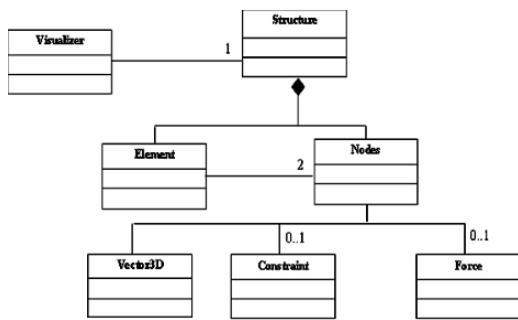 Structure
Visualizer
1
Element
2
Nodes
0..1
0..1
Vector3D
Constraint
Force